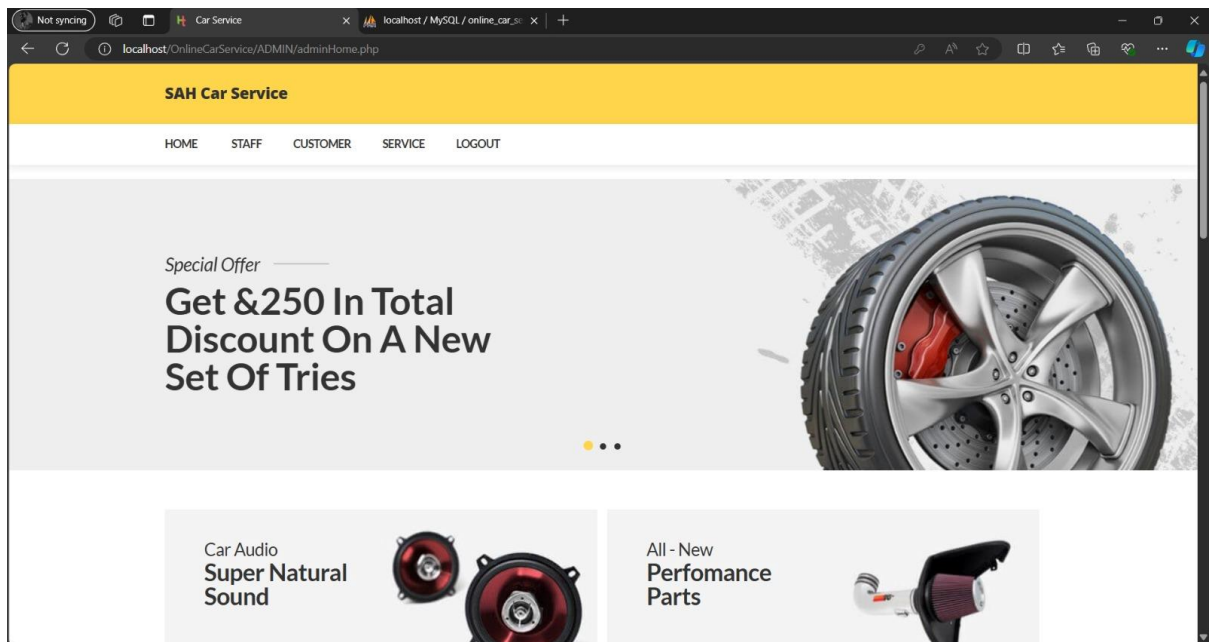 Not syncing
Car Service
localhost / MySQL / online_car_se
localhost/OnlineCarService/ADMIN/adminHome.php
SAH Car Service
HOME STAFF CUSTOMER SERVICE LOGOUT
Special Offer
Get &250 In Total
Discount On A New
Set Of Tries
Car Audio
Super Natural
Sound
All - New
Perfomance
Parts